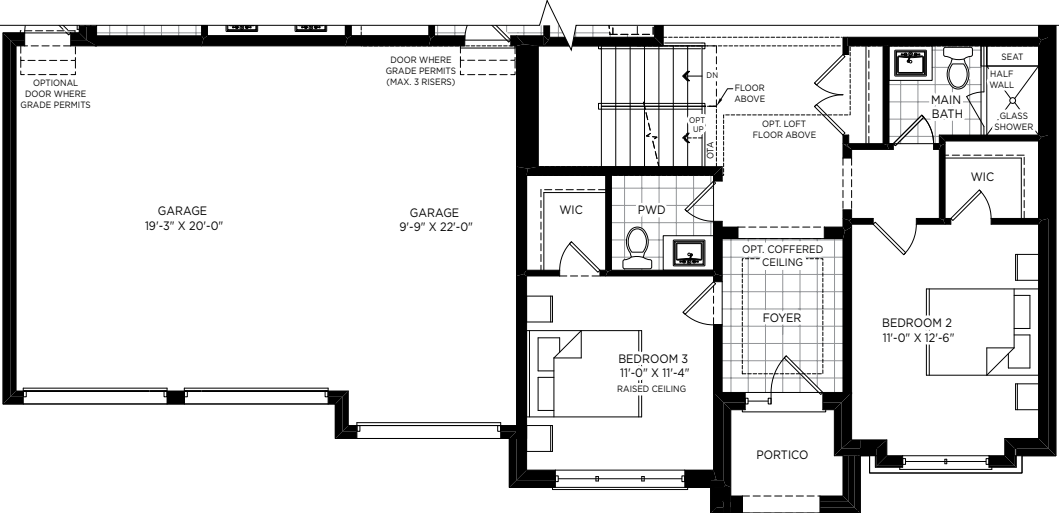 OPTIONAL
DOOR WHERE
GRADE PERMITS
DOOR WHERE
GRADE PERMITS
(MAX. 3 RISERS)
GARAGE
19'-3" X 20'-0"
GARAGE
9'-9" X 22'-0"
DN
FLOOR
ABOVE
OPT
UP
OTA
OPT. LOFT
FLOOR ABOVE
MAIN
BATH
SEAT
HALF
WALL
GLASS
SHOWER
WIC
WIC
PWD
OPT. COFFERED
CEILING
FOYER
BEDROOM 2
11'-0" X 12'-6"
BEDROOM 3
11'-0" X 11'-4"
RAISED CEILING
PORTICO